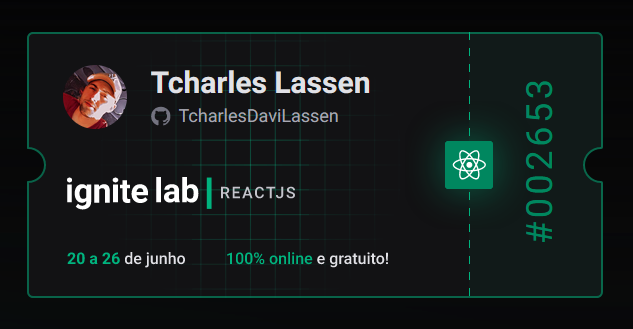 Tcharles Lassen
TcharlesDaviLassen
ignite lab | REACTJS
20 a 26 de junho 100% online e gratuito!
#002653